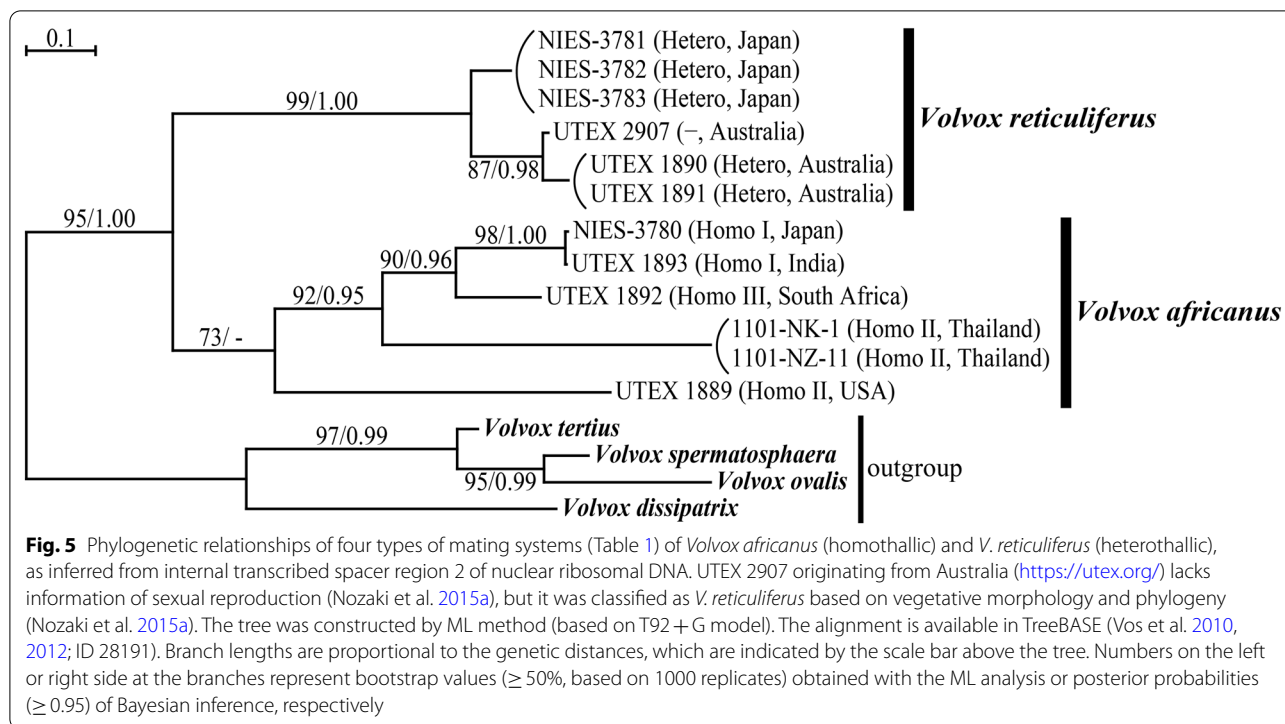 0.1
NIES-3781 (Hetero, Japan)
NIES-3782 (Hetero, Japan)
NIES-3783 (Hetero, Japan)
99/1.00
Volvox reticuliferus
UTEX 2907 (−, Australia)
87/0.98
UTEX 1890 (Hetero, Australia)
UTEX 1891 (Hetero, Australia)
95/1.00
NIES-3780 (Homo I, Japan)
98/1.00
UTEX 1893 (Homo I, India)
90/0.96
UTEX 1892 (Homo III, South Africa)
92/0.95
Volvox africanus
1101-NK-1 (Homo II, Thailand)
1101-NZ-11 (Homo II, Thailand)
73/ -
UTEX 1889 (Homo II, USA)
Volvox tertius
97/0.99
Volvox spermatosphaera
95/0.99
Volvox ovalis
outgroup
Volvox dissipatrix
Fig. 5 Phylogenetic relationships of four types of mating systems (Table 1) of Volvox africanus (homothallic) and V. reticuliferus (heterothallic),
as inferred from internal transcribed spacer region 2 of nuclear ribosomal DNA. UTEX 2907 originating from Australia (https://utex.org/) lacks
information of sexual reproduction (Nozaki et al. 2015a), but it was classified as V. reticuliferus based on vegetative morphology and phylogeny
(Nozaki et al. 2015a). The tree was constructed by ML method (based on T92 + G model). The alignment is available in TreeBASE (Vos et al. 2010,
2012; ID 28191). Branch lengths are proportional to the genetic distances, which are indicated by the scale bar above the tree. Numbers on the left
or right side at the branches represent bootstrap values (≥ 50%, based on 1000 replicates) obtained with the ML analysis or posterior probabilities
(≥ 0.95) of Bayesian inference, respectively